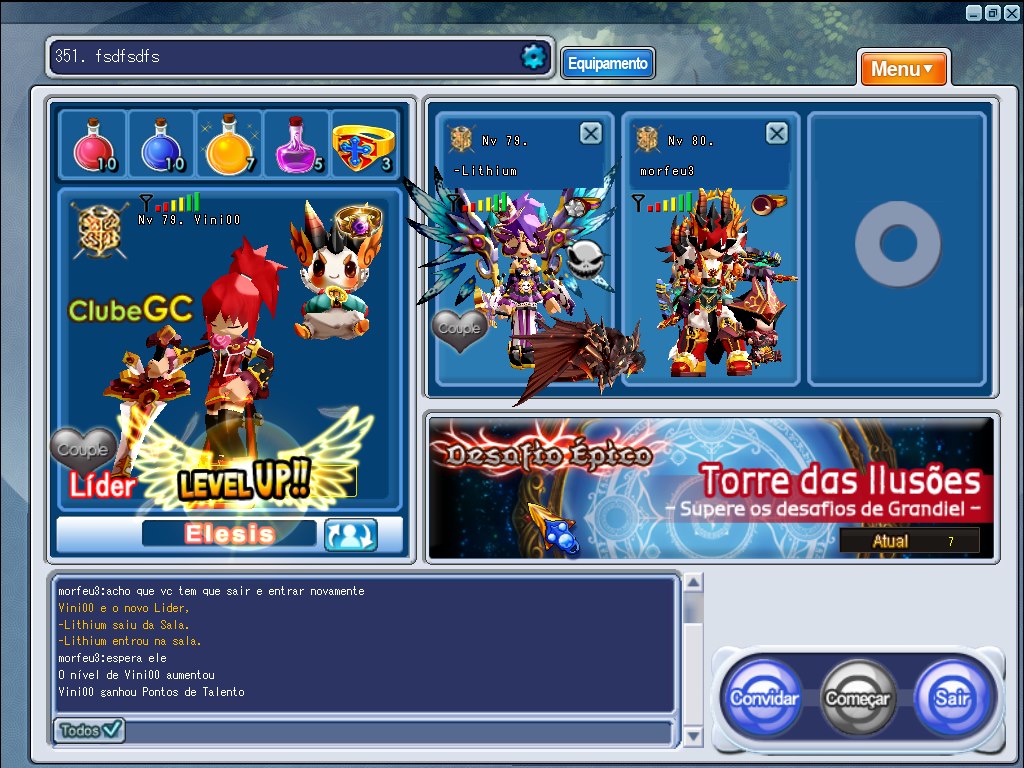 351. fsdfsdfs
Equipamento
Menu
10
10
7
5
3
Nv 79. Vini00
ClubeGC
Couple
Líder
LEVEL UP!!
Elesis
Nv 79.
-Lithium
Couple
Nv 80.
morfeu3
Desafio Épico
Torre das Ilusões
- Supere os desafios de Grandiel -
Atual 7
morfeu3:acho que vc tem que sair e entrar novamente
Vini00 e o novo Lider,
-Lithium saiu da Sala.
-Lithium entrou na sala.
morfeu3:espera ele
O nível de Vini00 aumentou
Vini00 ganhou Pontos de Talento
Todos
Convidar
Começar
Sair